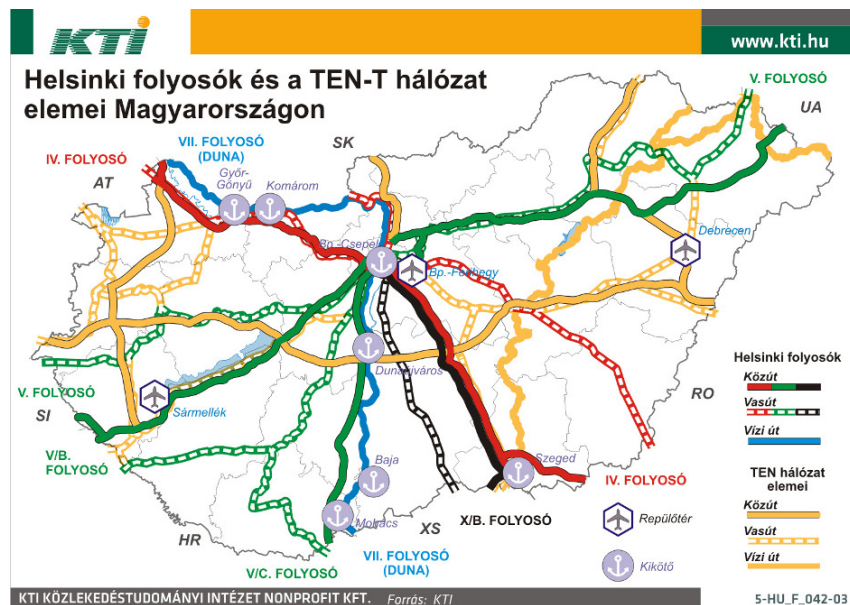 KTI
www.kti.hu
Helsinki folyosók és a TEN-T hálózat
elemei Magyarországon
V. FOLYOSÓ
UA
VII. FOLYOSÓ
(DUNA)
SK
IV. FOLYOSÓ
AT
Győr-
Gönyű
Komárom
Bp.-Csepel
Bp.-Ferihegy
Debrecen
Dunaújváros
Helsinki folyosók
Közút
Vasút
Vízi út
V. FOLYOSÓ
SI
Sármellék
RO
V/B.
FOLYOSÓ
Baja
Szeged
IV. FOLYOSÓ
TEN hálózat
elemei
Közút
Vasút
Vízi út
HR
Mohács
XS
X/B. FOLYOSÓ
Repülőtér
VII. FOLYOSÓ
(DUNA)
V/C. FOLYOSÓ
Kikötő
KTI KÖZLEKEDÉSTUDOMÁNYI INTÉZET NONPROFIT KFT. Forrás: KTI
5-HU_F_042-03